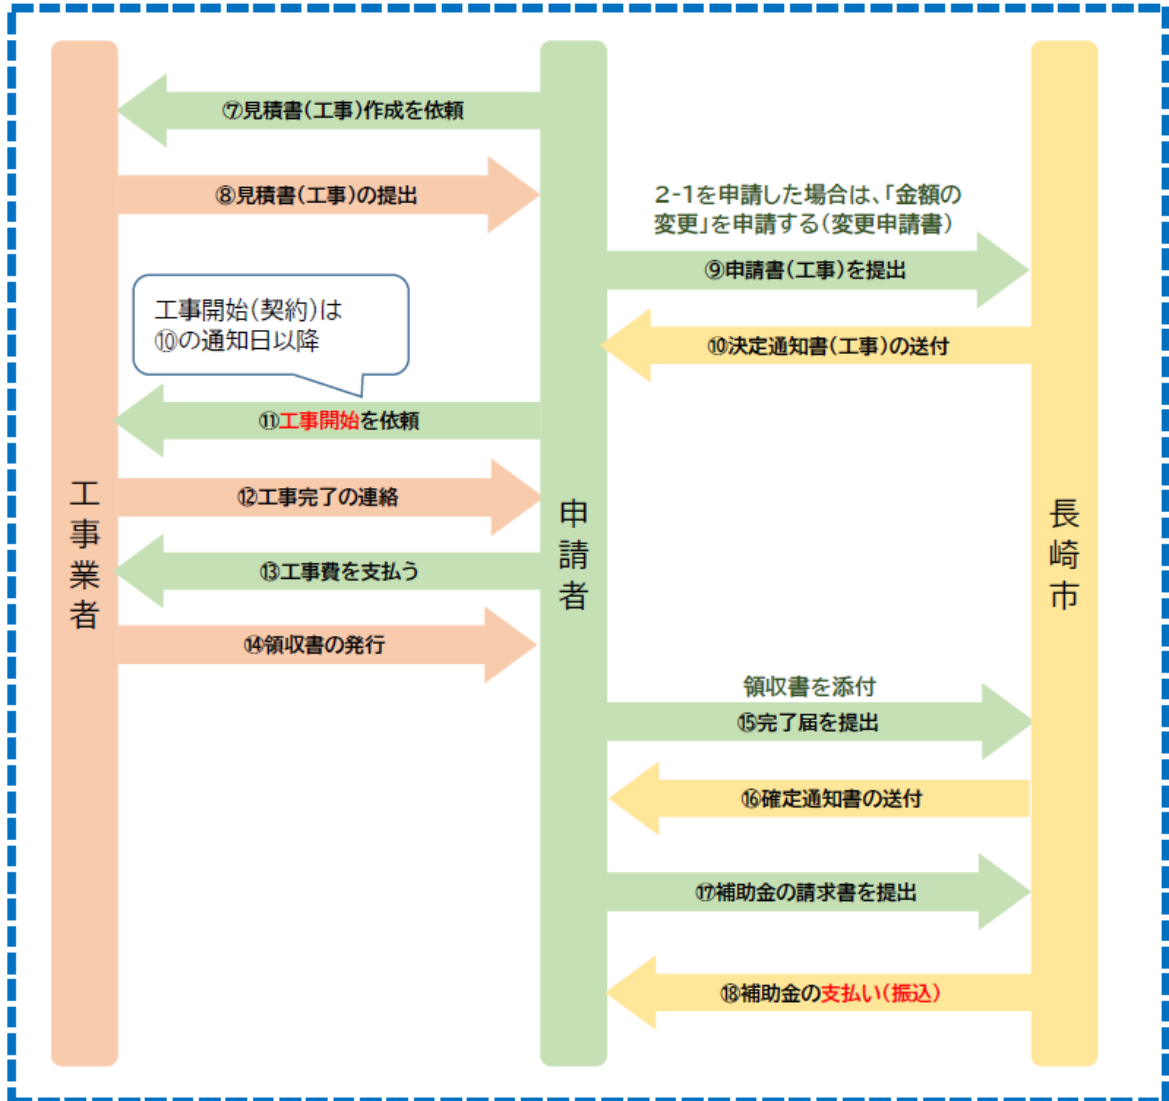 ⑦見積書(工事)作成を依頼
⑧見積書(工事)の提出
2-1を申請した場合は、「金額の
変更」を申請する(変更申請書)
⑨申請書(工事)を提出
⑩決定通知書(工事)の送付
工事開始(契約)は
⑩の通知日以降
⑪工事開始を依頼
⑫工事完了の連絡
⑬工事費を支払う
⑭領収書の発行
領収書を添付
⑮完了届を提出
⑯確定通知書の送付
⑰補助金の請求書を提出
⑱補助金の支払い(振込)
工事業者
申請者
長崎市